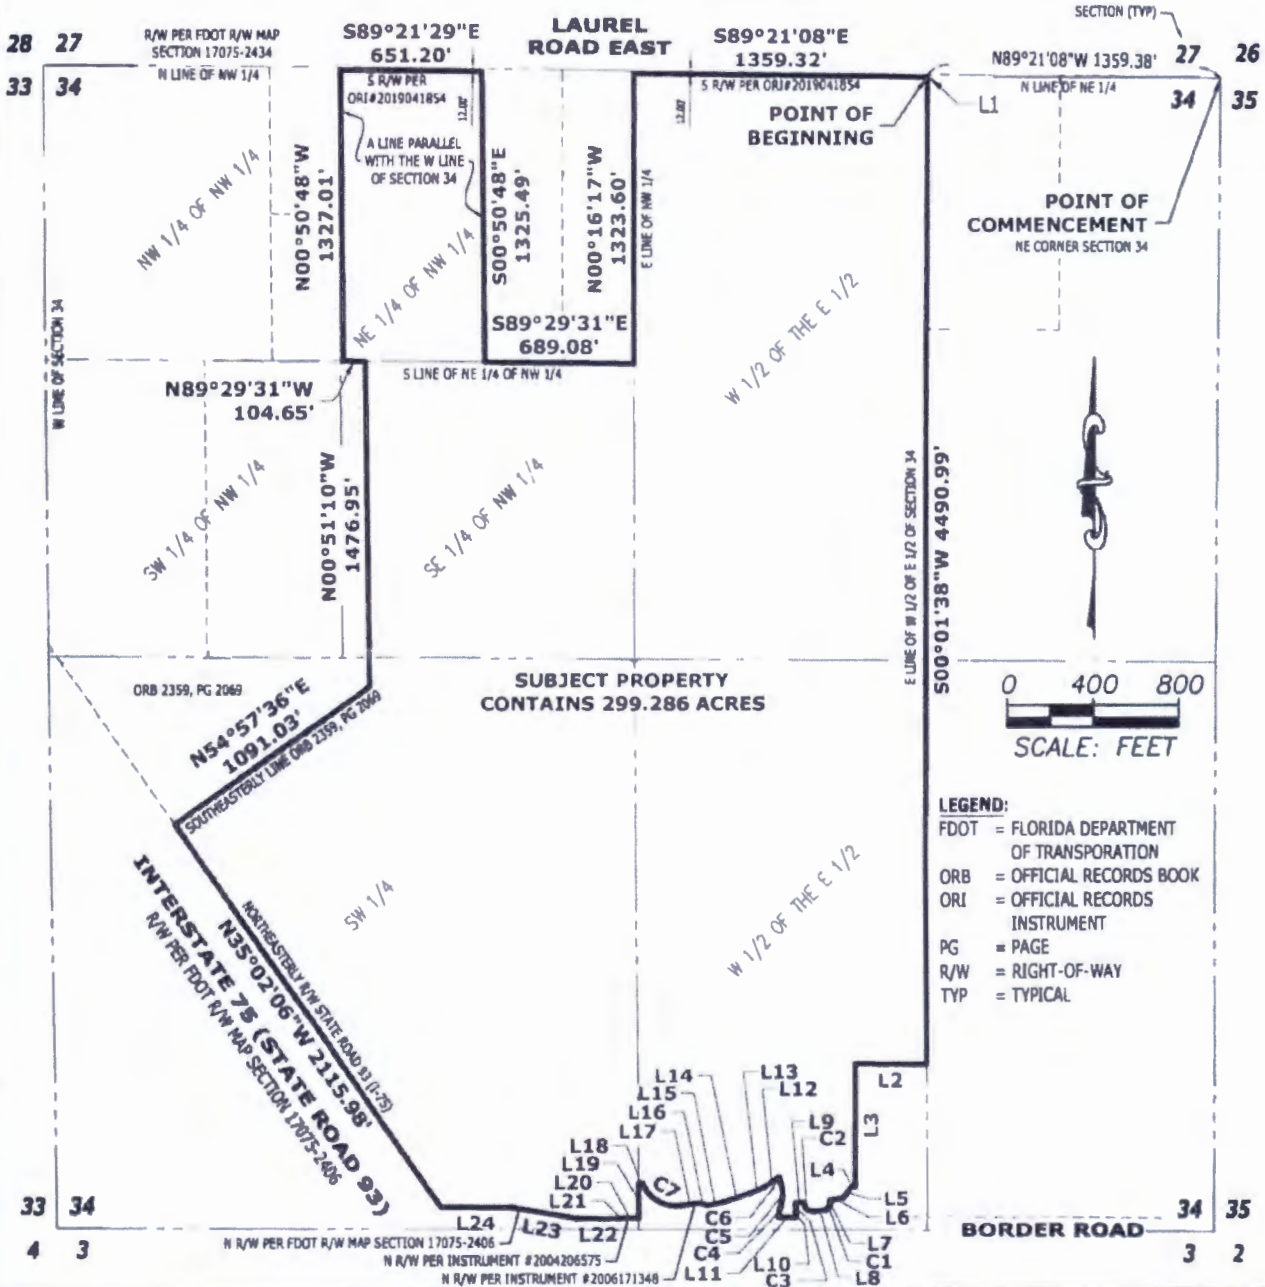 SECTION (TYP)
28 27
R/W PER FDOT R/W MAP
SECTION 17075-2434
N LINE OF NW 1/4
33 34
S89°21'29"E
651.20'
LAUREL
ROAD EAST
S89°21'08"E
1359.32'
N89°21'08"W 1359.38'
N LINE OF NE 1/4
27 26
34 35
S R/W PER
ORI#2019041854
12.00'
S R/W PER ORI#2019041854
12.00'
POINT OF
BEGINNING
L1
A LINE PARALLEL
WITH THE W LINE
OF SECTION 34
POINT OF
COMMENCEMENT
NE CORNER SECTION 34
NW 1/4 OF NW 1/4
N00°50'48"W
1327.01'
NE 1/4 OF NW 1/4
S00°50'48"E
1325.49'
N00°16'17"W
1323.60'
E LINE OF NW 1/4
W 1/2 OF THE E 1/2
S89°29'31"E
689.08'
S LINE OF NE 1/4 OF NW 1/4
N89°29'31"W
104.65'
W LINE OF SECTION 34
SW 1/4 OF NW 1/4
N00°51'10"W
1476.95'
SE 1/4 OF NW 1/4
E LINE OF W 1/2 OF E 1/2 OF SECTION 34
S00°01'38"W 4490.99'
ORB 2359, PG 2069
N54°57'36"E
1091.03'
SOUTHEASTERLY LINE ORB 2359, PG 2069
SUBJECT PROPERTY
CONTAINS 299.286 ACRES
0 400 800
SCALE: FEET
LEGEND:
FDOT = FLORIDA DEPARTMENT
OF TRANSPORATION
ORB = OFFICIAL RECORDS BOOK
ORI = OFFICIAL RECORDS
INSTRUMENT
PG = PAGE
R/W = RIGHT-OF-WAY
TYP = TYPICAL
SW 1/4
W 1/2 OF THE E 1/2
NORTHEASTERLY R/W STATE ROAD 93 (I-75)
N35°02'06"W 2115.98'
INTERSTATE 75 (STATE ROAD 93)
R/W PER FDOT R/W MAP SECTION 17075-2406
L2
L3
L14
L15
L16
L17
L13
L12
L9
C2
L4
L18
L19
L20
L21
C7
L5
L6
L24
L23
L22
C6
C5
C4
L11
L10
C3
L7
C1
L8
33 34
4 3
BORDER ROAD
34 35
3 2
N R/W PER FDOT R/W MAP SECTION 17075-2406
N R/W PER INSTRUMENT #2004206575
N R/W PER INSTRUMENT #2006171348